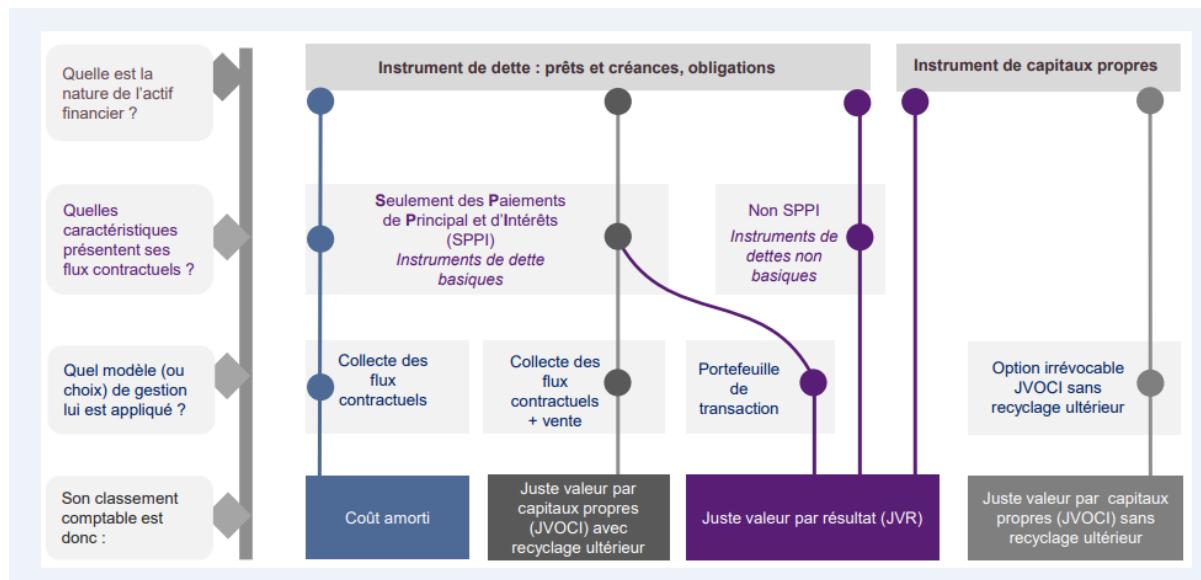 Quelle est la
nature de l'actif
financier ?
Instrument de dette : prêts et créances, obligations
Instrument de capitaux propres
Quelles
caractéristiques
présentent ses
flux contractuels ?
Seulement des Paiements
de Principal et d'Intérêts
(SPPI)
Instruments de dette
basiques
Non SPPI
Instruments de
dettes non
basiques
Quel modèle (ou
choix) de gestion
lui est appliqué ?
Collecte des
flux
contractuels
Collecte des
flux
contractuels
+ vente
Portefeuille
de
transaction
Option irrévocable
JVOCI sans
recyclage ultérieur
Son classement
comptable est
donc :
Coût amorti
Juste valeur par
capitaux propres
(JVOCI) avec
recyclage ultérieur
Juste valeur par résultat (JVR)
Juste valeur par capitaux
propres (JVOCI) sans
recyclage ultérieur